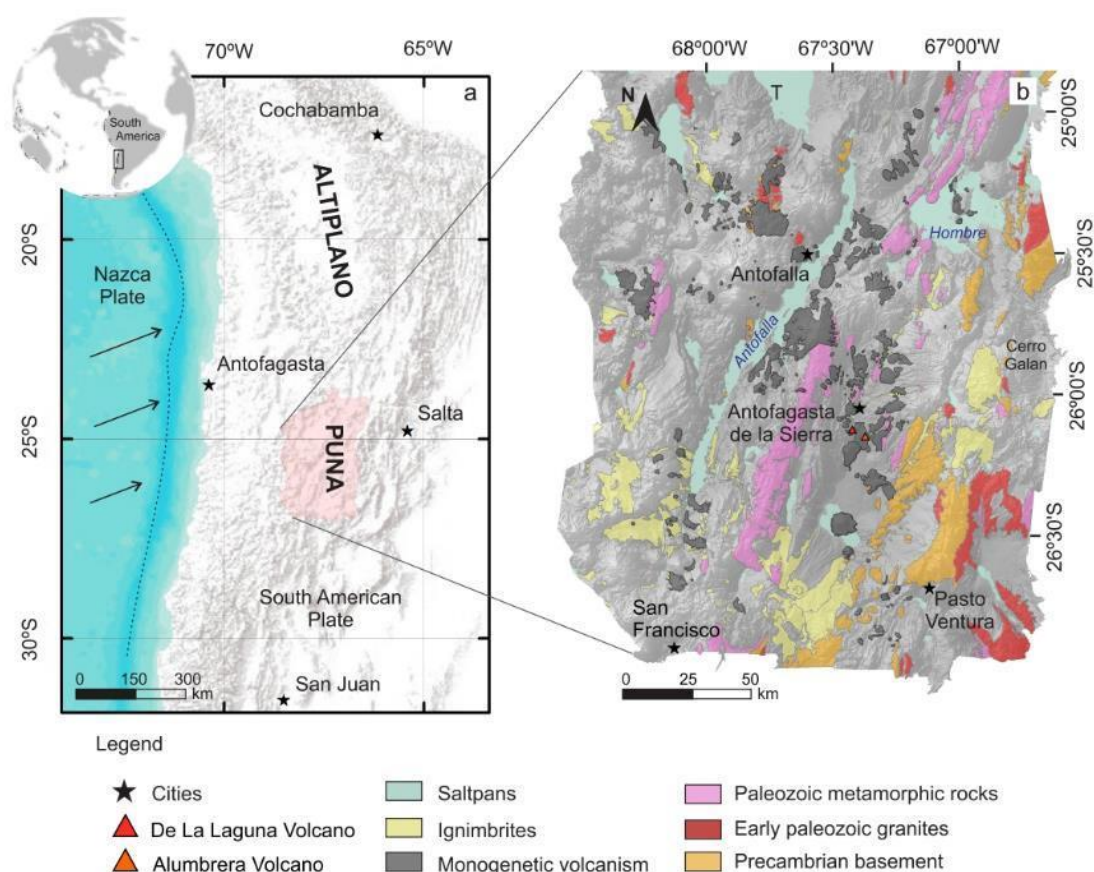 70°W
65°W
South
America
a
Cochabamba
ALTIPLANO
20°S
Nazca
Plate
Antofagasta
Salta
25°S
PUNA
South American
Plate
30°S
San Juan
0 150 300
km
68°00'W
67°30'W
67°00'W
N
T
b
25°00'S
Hombre
25°30'S
Antofalla
Antofalla
Cerro
Galan
26°00'S
Antofagasta
de la Sierra
26°30'S
Pasto
Ventura
San
Francisco
0 25 50
km
Legend
Cities
De La Laguna Volcano
Alumbrera Volcano
Saltpans
Ignimbrites
Monogenetic volcanism
Paleozoic metamorphic rocks
Early paleozoic granites
Precambrian basement